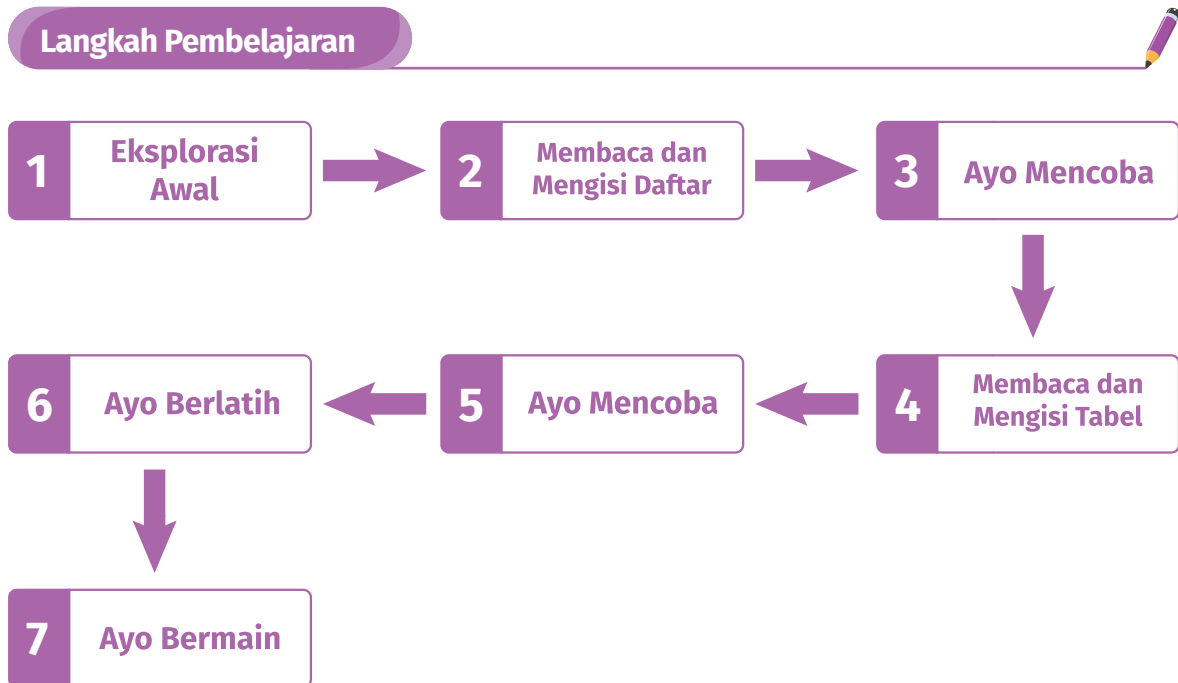 Langkah Pembelajaran
1
Eksplorasi
Awal
2
Membaca dan
Mengisi Daftar
3
Ayo Mencoba
4
Membaca dan
Mengisi Tabel
5
Ayo Mencoba
6
Ayo Berlatih
7
Ayo Bermain